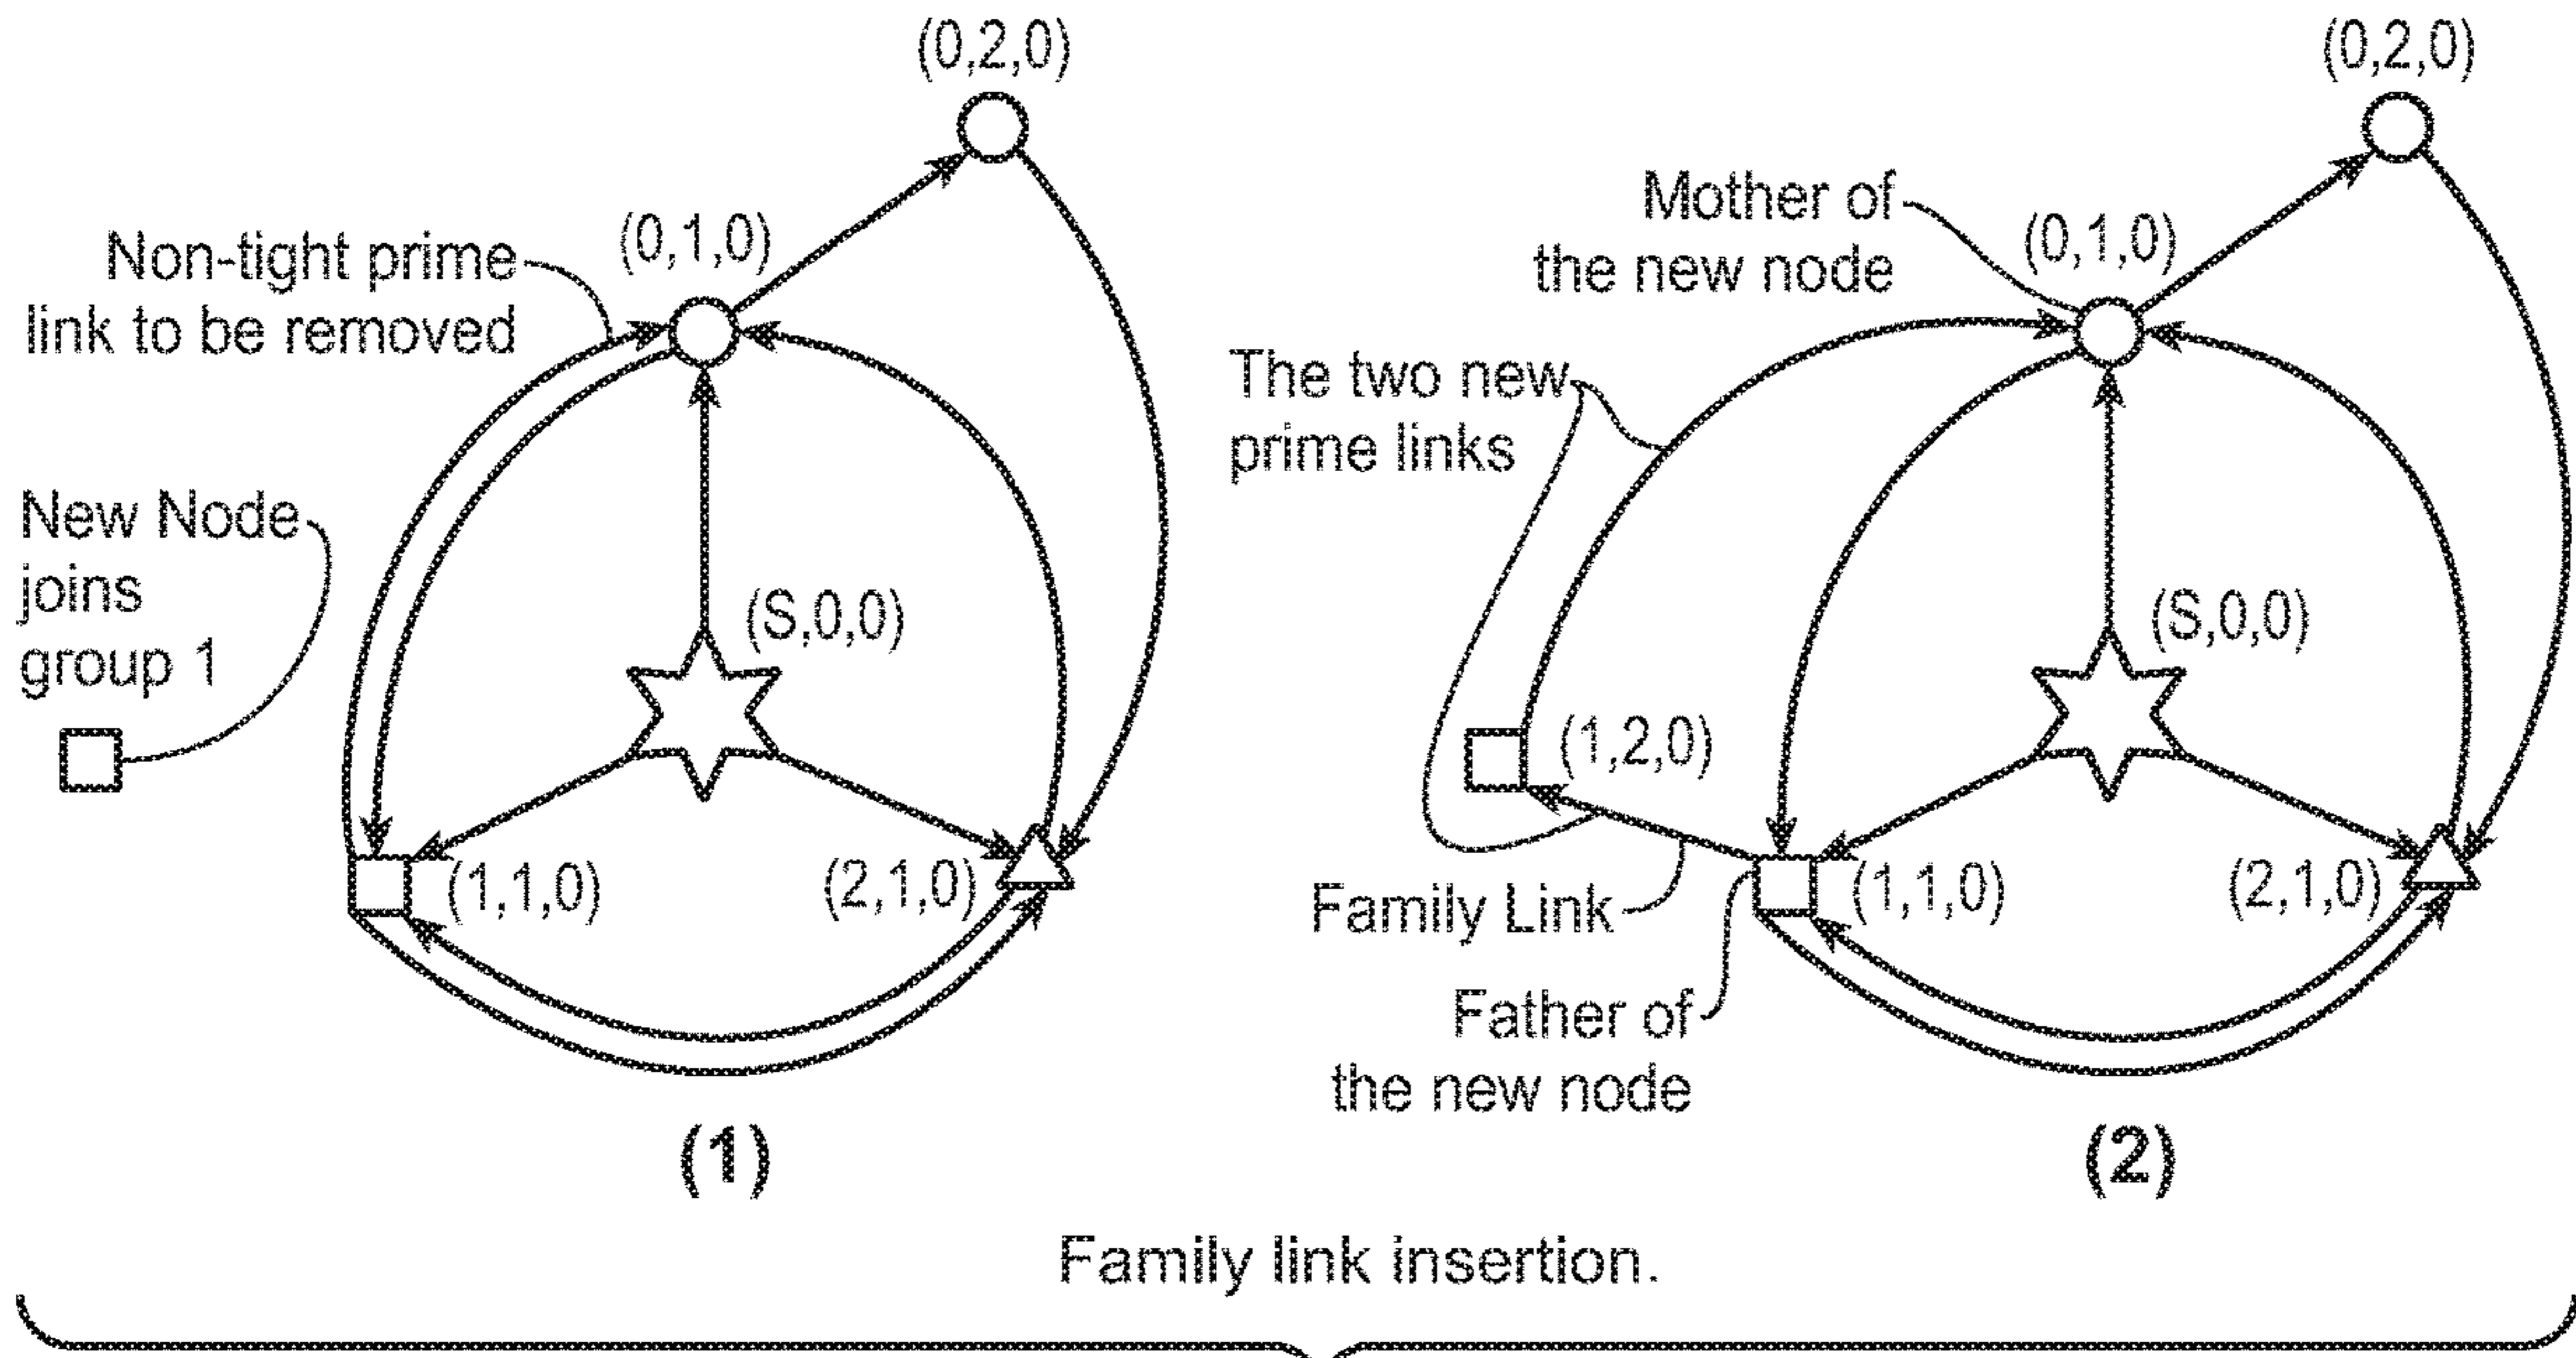 (0,2,0)
(0,1,0)
Non-tight prime
link to be removed
New Node
joins
group 1
(S,0,0)
(1,1,0)
(2,1,0)
(1)
(0,2,0)
Mother of
the new node
(0,1,0)
The two new
prime links
(S,0,0)
(1,2,0)
Family Link
(1,1,0)
(2,1,0)
Father of
the new node
(2)
Family link insertion.